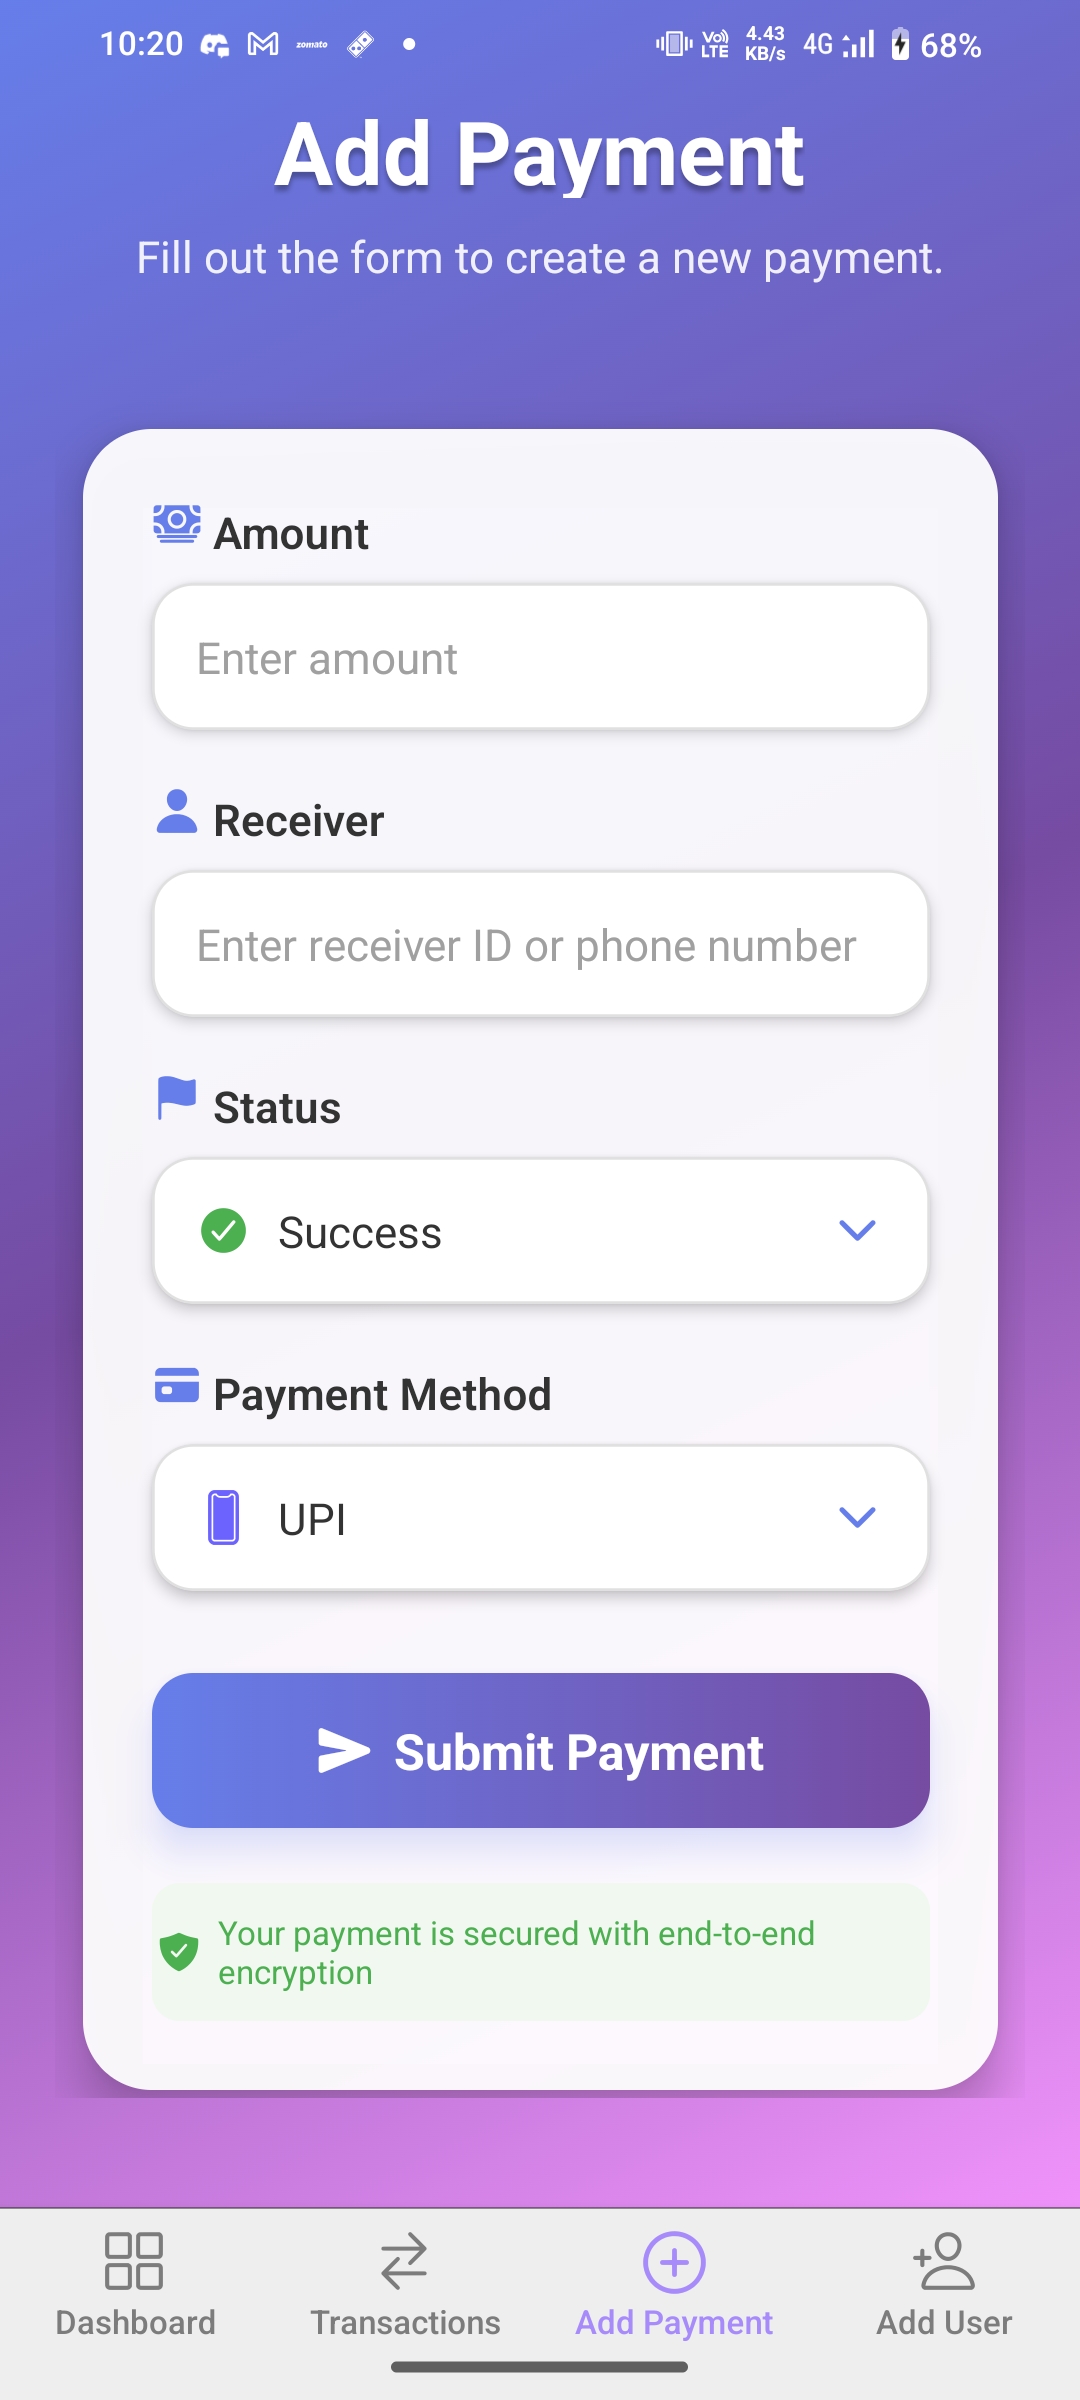 10:20 zomato Vo) LTE 4.43 KB/s 4G 68%
Add Payment
Fill out the form to create a new payment.
Amount
Enter amount
Receiver
Enter receiver ID or phone number
Status
Success
Payment Method
UPI
Submit Payment
Your payment is secured with end-to-end
encryption
Dashboard Transactions Add Payment Add User